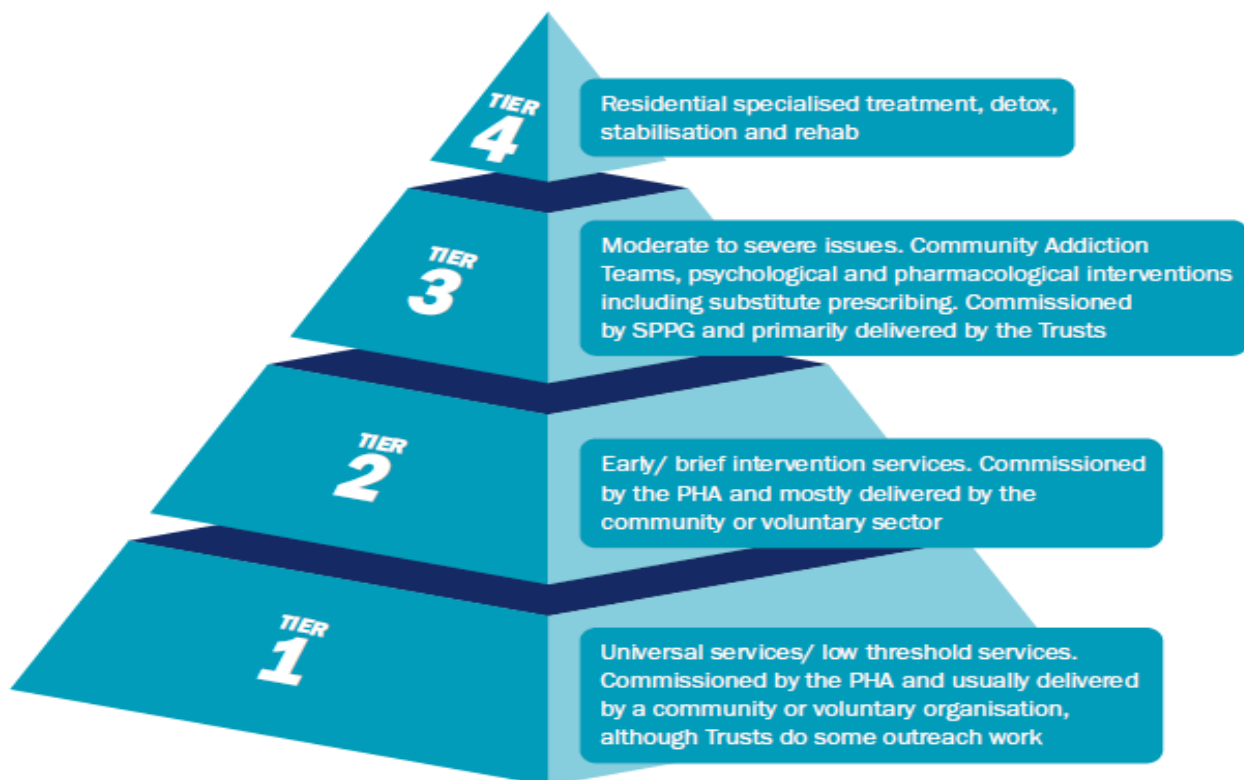 TIER
4
Residential specialised treatment, detox,
stabilisation and rehab
TIER
3
Moderate to severe issues. Community Addiction
Teams, psychological and pharmacological interventions
including substitute prescribing. Commissioned
by SPPG and primarily delivered by the Trusts
TIER
2
Early/ brief intervention services. Commissioned
by the PHA and mostly delivered by the
community or voluntary sector
TIER
1
Universal services/ low threshold services.
Commissioned by the PHA and usually delivered
by a community or voluntary organisation,
although Trusts do some outreach work